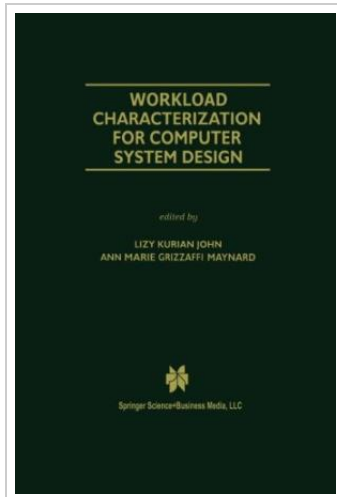 WORKLOAD
CHARACTERIZATION
FOR COMPUTER
SYSTEM DESIGN
edited by
LIZY KURIAN JOHN
ANN MARIE GRIZZAFFI MAYNARD
Springer Science+Business Media, LLC